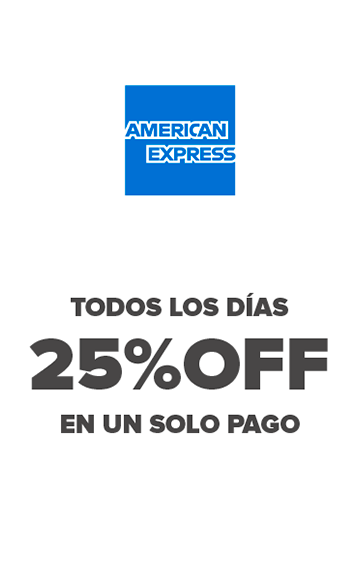 AMERICAN
EXPRESS
TODOS LOS DÍAS
25%OFF
EN UN SOLO PAGO